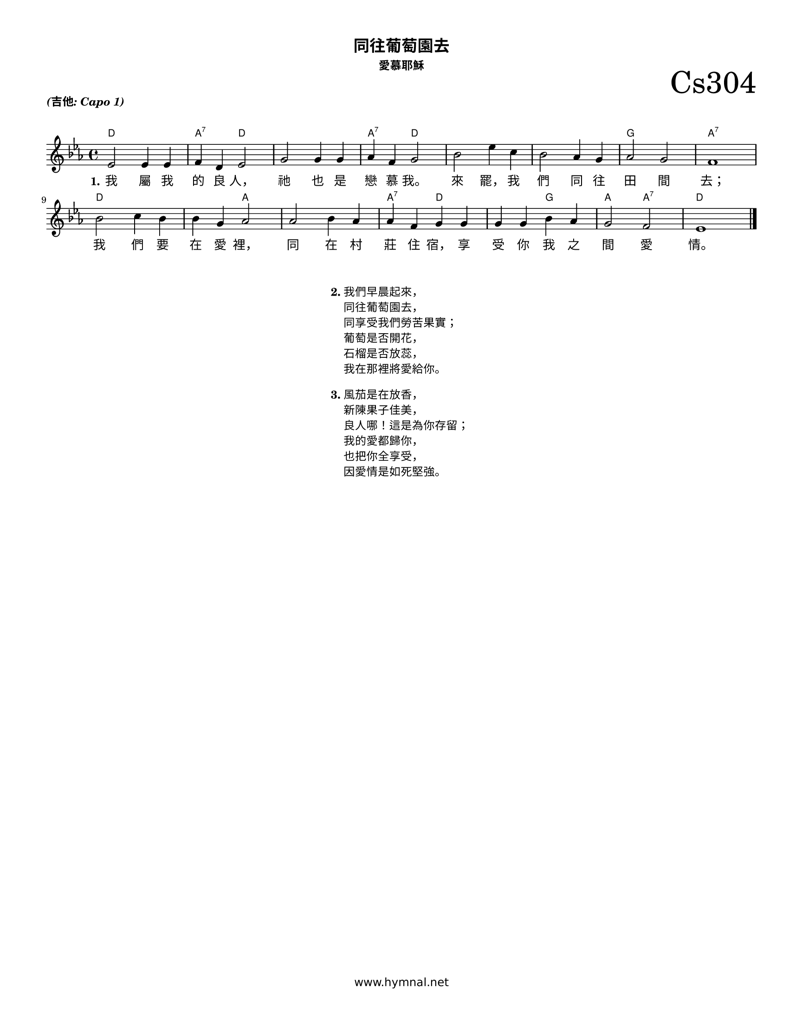 同往葡萄園去
愛慕耶穌
Cs304
(吉他: Capo 1)
D A7 D A7 D G A7
1. 我 屬 我 的 良 人， 祂 也 是 戀 慕 我。 來 罷，我 們 同 往 田 間 去；
9 D A A7 D G A A7 D
我 們 要 在 愛 裡， 同 在 村 莊 住 宿，享 受 你 我 之 間 愛 情。
2. 我們早晨起來，
同往葡萄園去，
同享受我們勞苦果實；
葡萄是否開花，
石榴是否放蕊，
我在那裡將愛給你。
3. 風茄是在放香，
新陳果子佳美，
良人哪！這是為你存留；
我的愛都歸你，
也把你全享受，
因愛情是如死堅強。
www.hymnal.net